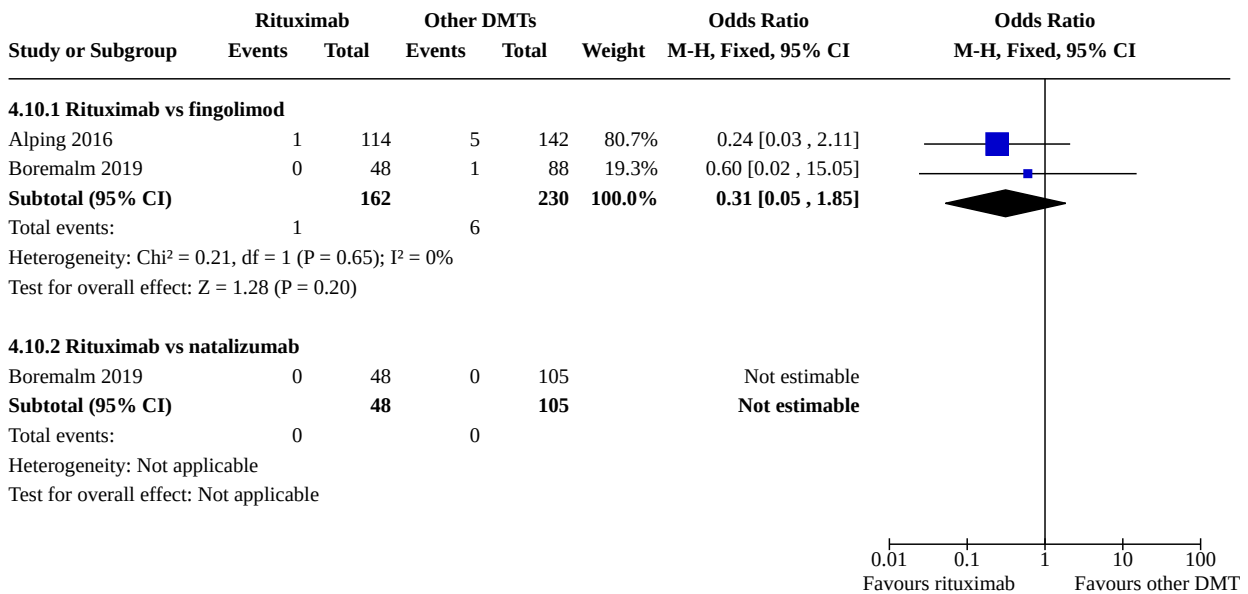 Rituximab Other DMTs Odds Ratio Odds Ratio
Study or Subgroup Events Total Events Total Weight M-H, Fixed, 95% CI M-H, Fixed, 95% CI
4.10.1 Rituximab vs fingolimod
Alping 2016 1 114 5 142 80.7% 0.24 [0.03 , 2.11]
Boremalm 2019 0 48 1 88 19.3% 0.60 [0.02 , 15.05]
Subtotal (95% CI) 162 230 100.0% 0.31 [0.05 , 1.85]
Total events: 1 6
Heterogeneity: Chi² = 0.21, df = 1 (P = 0.65); I² = 0%
Test for overall effect: Z = 1.28 (P = 0.20)
4.10.2 Rituximab vs natalizumab
Boremalm 2019 0 48 0 105 Not estimable
Subtotal (95% CI) 48 105 Not estimable
Total events: 0 0
Heterogeneity: Not applicable
Test for overall effect: Not applicable
0.01 0.1 1 10 100
Favours rituximab Favours other DMT